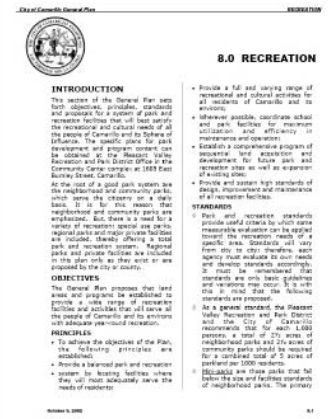 City of Camarillo General Plan
RECREATION
8.0 RECREATION
INTRODUCTION
This section of the General Plan sets
forth objectives, principles, standards
and proposals for a system of park and
recreation facilities that will best satisfy
the recreational and cultural needs of all
the people of Camarillo and its Sphere of
Influence. The specific plans for park
development and program content can
be obtained at the Pleasant Valley
Recreation and Park District Office in the
Community Center complex at 1605 East
Burnley Street, Camarillo.
At the root of a good park system are
the neighborhood and community parks,
which serve the citizens on a daily
basis. It is for this reason that
neighborhood and community parks are
emphasized. But, there is a need for a
variety of recreation; special use parks,
regional parks and major private facilities
are included, thereby offering a total
park and recreation system. Regional
parks and private facilities are included
in this plan only as they exist or are
proposed by the city or county.
OBJECTIVES
The General Plan proposes that land
areas and programs be established to
provide a wide range of recreation
facilities and activities that will serve all
the people of Camarillo and its environs
with adequate year-round recreation.
PRINCIPLES
• To achieve the objectives of the Plan,
the following principles are
established:
• Provide a balanced park and recreation
• system by locating facilities where
they will most adequately serve the
needs of residents;
• Provide a full and varying range of
recreational and cultural activities for
all residents of Camarillo and its
environs;
• Wherever possible, coordinate school
and park facilities for maximum
utilization and efficiency in
maintenance and operation;
• Establish a comprehensive program of
sequential land acquisition and
development for future park and
recreation sites as well as expansion
of existing sites;
• Provide and sustain high standards of
design, improvement and maintenance
of all recreation facilities.
STANDARDS
Park and recreation standards
provide useful criteria by which some
measurable evaluation can be applied
toward the recreation needs of a
specific area. Standards will vary
from city to city; therefore, each
agency must evaluate its own needs
and develop standards accordingly.
It must be remembered that
standards are only basic guidelines
and variations may occur. It is with
this in mind that the following
standards are proposed.
As a general standard, the Pleasant
Valley Recreation and Park District
and the City of Camarillo
recommends that for each 1,000
persons, a total of 2½ acres of
neighborhood parks and 2½ acres of
community parks should be required
for a combined total of 5 acres of
parkland per 1000 residents.
Mini-parks are those parks that fall
below the size and facilities standards
of neighborhood parks. The primary
October 9, 2002
8.1